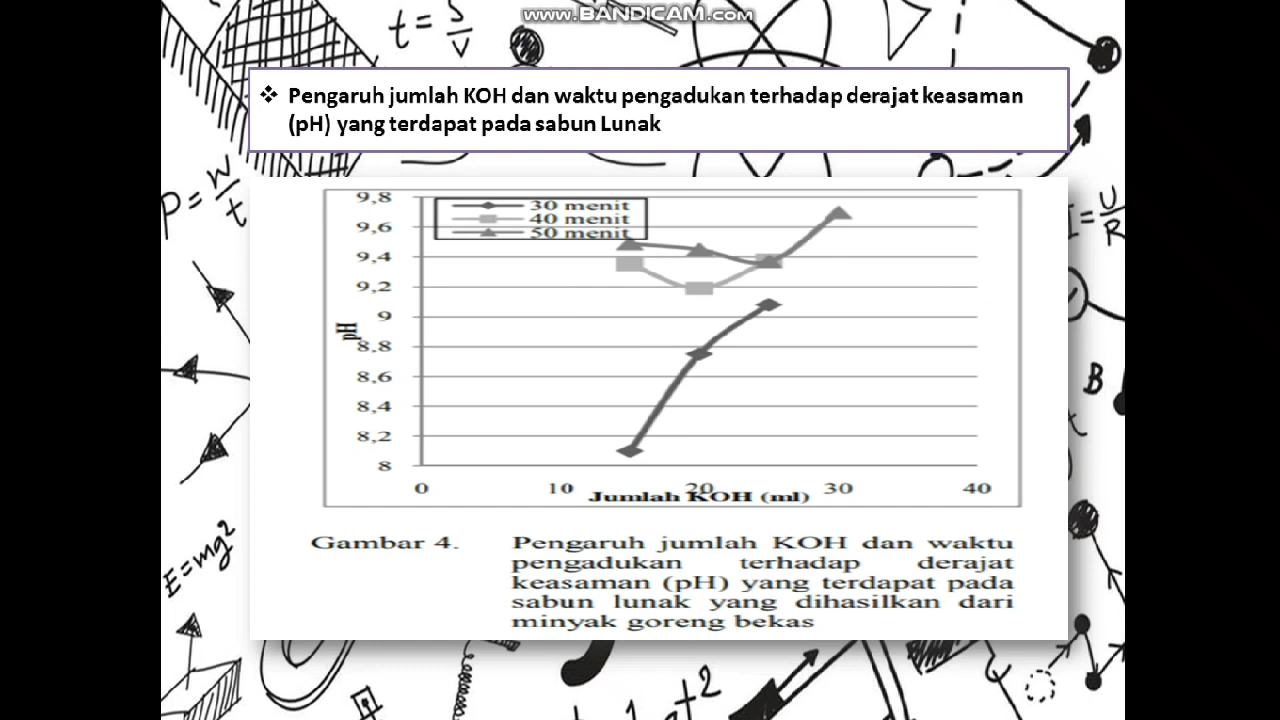 www.BANDICAM.com
t = S/V
❖ Pengaruh jumlah KOH dan waktu pengadukan terhadap derajat keasaman
(pH) yang terdapat pada sabun Lunak
P = W/t
I = U/R
9,8
9,6
9,4
9,2
9
8,8
8,6
8,4
8,2
8
30 menit
40 menit
50 menit
pH
0 10 20 30 40
Jumlah KOH (ml)
B
E=mg²
Gambar 4. Pengaruh jumlah KOH dan waktu
pengadukan terhadap derajat
keasaman (pH) yang terdapat pada
sabun lunak yang dihasilkan dari
minyak goreng bekas